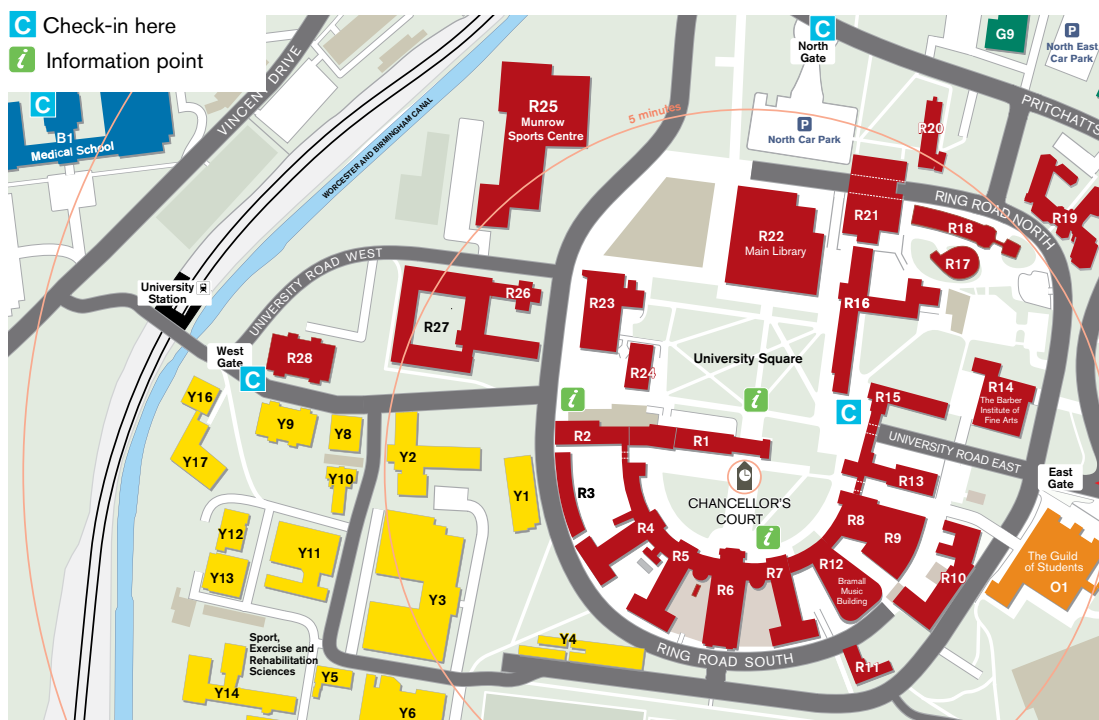 C Check-in here
i Information point
C
North Gate
G9
P
North East
Car Park
VINCENT DRIVE
C
B1
Medical School
WORCESTER AND BIRMINGHAM CANAL
R25
Munrow
Sports Centre
5 minutes
P
North Car Park
R20
PRITCHATTS
R19
RING ROAD NORTH
R21
R18
R17
R22
Main Library
University
Station
UNIVERSITY ROAD WEST
R26
R27
R23
R16
R24
University Square
West
Gate
C
R28
i
i
C
R15
R14
The Barber
Institute of
Fine Arts
UNIVERSITY ROAD EAST
East
Gate
Y16
Y17
Y9
Y8
Y10
Y2
Y1
R2
R1
R3
CHANCELLOR'S
COURT
i
R13
R4
R5
R6
R7
R8
R9
R12
Bramall
Music
Building
R10
The Guild
of Students
O1
Y12
Y11
Y13
Y3
Y4
RING ROAD SOUTH
R11
Sport,
Exercise and
Rehabilitation
Sciences
Y14
Y5
Y6